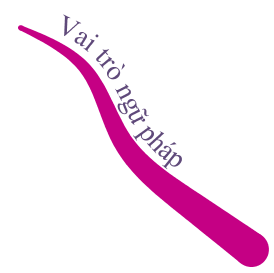 Vai trò ngữ pháp